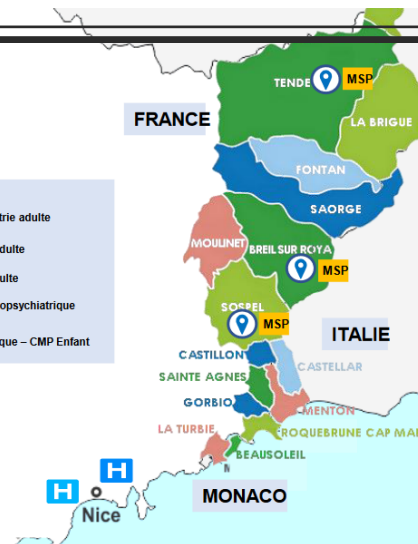 TENDE
MSP
LA BRIGUE
FRANCE
FONTAN
SAORGE
trie adulte
dulte
ulte
opsychiatrique
que – CMP Enfant
MOULINET
BREIL SUR ROYA
MSP
SOSPEL
MSP
ITALIE
CASTILLON
CASTELLAR
SAINTE AGNES
GORBIO
MENTON
LA TURBIE
ROQUEBRUNE CAP MAR
BEAUSOLEIL
M
MONACO
H
H
Nice